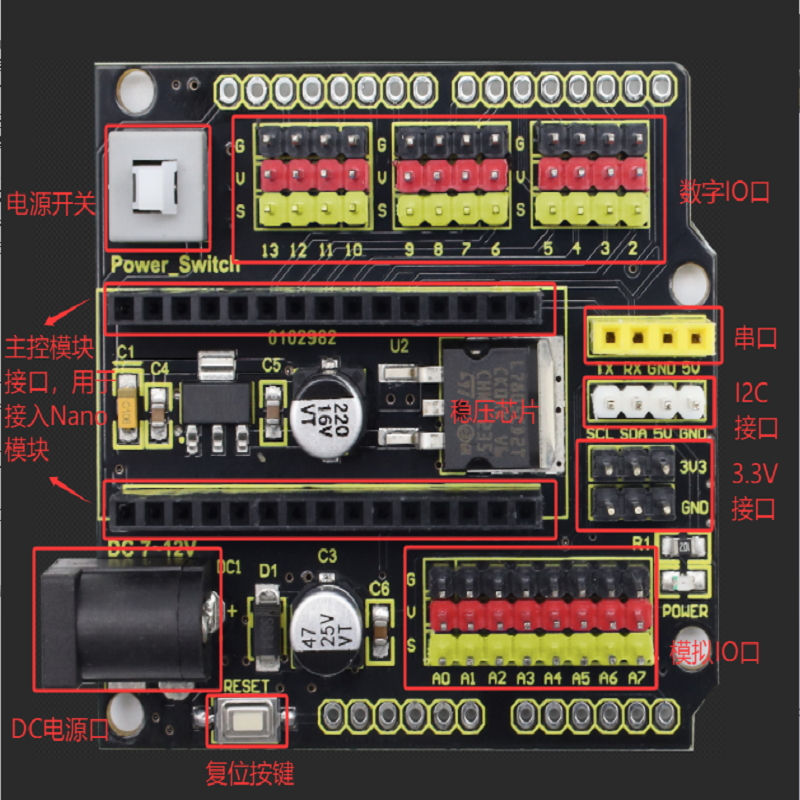 G
V
S
13 12 11 10
G
V
S
9 8 7 6
G
V
S
5 4 3 2
数字IO口
电源开关
Power_Switch
主控模块
接口，用于
接入Nano
模块
0102982
C1
C4
C5
220
16V
VT
U2
稳压芯片
串口
TX RX GND 5V
I2C
接口
SCL SDA 5V GND
3V3
GND
3.3V
接口
DC 7-12V
DC1
+
D1
C3
47
25V
VT
C6
R1
POWER
G
V
S
A0 A1 A2 A3 A4 A5 A6 A7
模拟IO口
DC电源口
RESET
复位按键